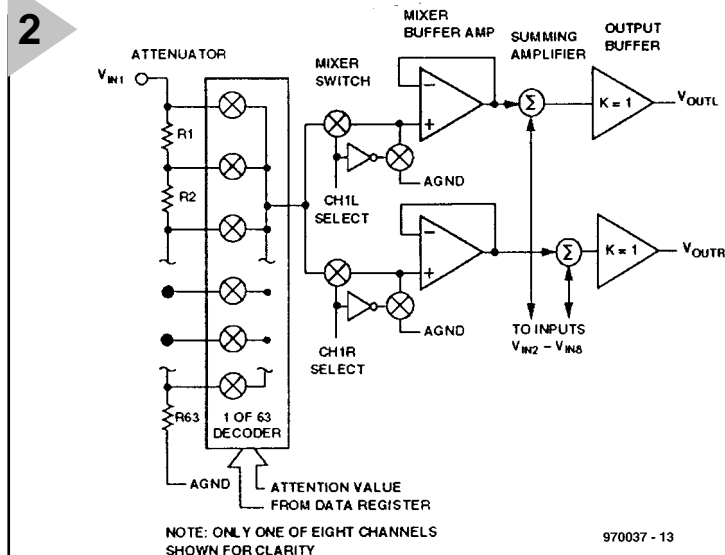 2
ATTENUATOR
MIXER
BUFFER AMP
MIXER
SWITCH
SUMMING
AMPLIFIER
OUTPUT
BUFFER
VIN1
R1
R2
R63
AGND
1 OF 63
DECODER
ATTENTION VALUE
FROM DATA REGISTER
CH1L
SELECT
AGND
−
+
Σ
K = 1
VOUTL
CH1R
SELECT
AGND
−
+
Σ
K = 1
VOUTR
TO INPUTS
VIN2 – VIN8
NOTE: ONLY ONE OF EIGHT CHANNELS
SHOWN FOR CLARITY
970037 - 13